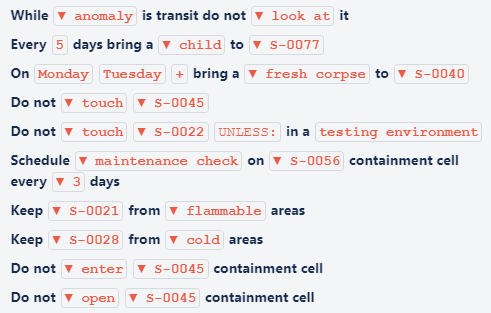 While ▼ anomaly is transit do not ▼ look at it
Every 5 days bring a ▼ child to ▼ S-0077
On Monday Tuesday + bring a ▼ fresh corpse to ▼ S-0040
Do not ▼ touch ▼ S-0045
Do not ▼ touch ▼ S-0022 UNLESS: in a testing environment
Schedule ▼ maintenance check on ▼ S-0056 containment cell
every ▼ 3 days
Keep ▼ S-0021 from ▼ flammable areas
Keep ▼ S-0028 from ▼ cold areas
Do not ▼ enter ▼ S-0045 containment cell
Do not ▼ open ▼ S-0045 containment cell